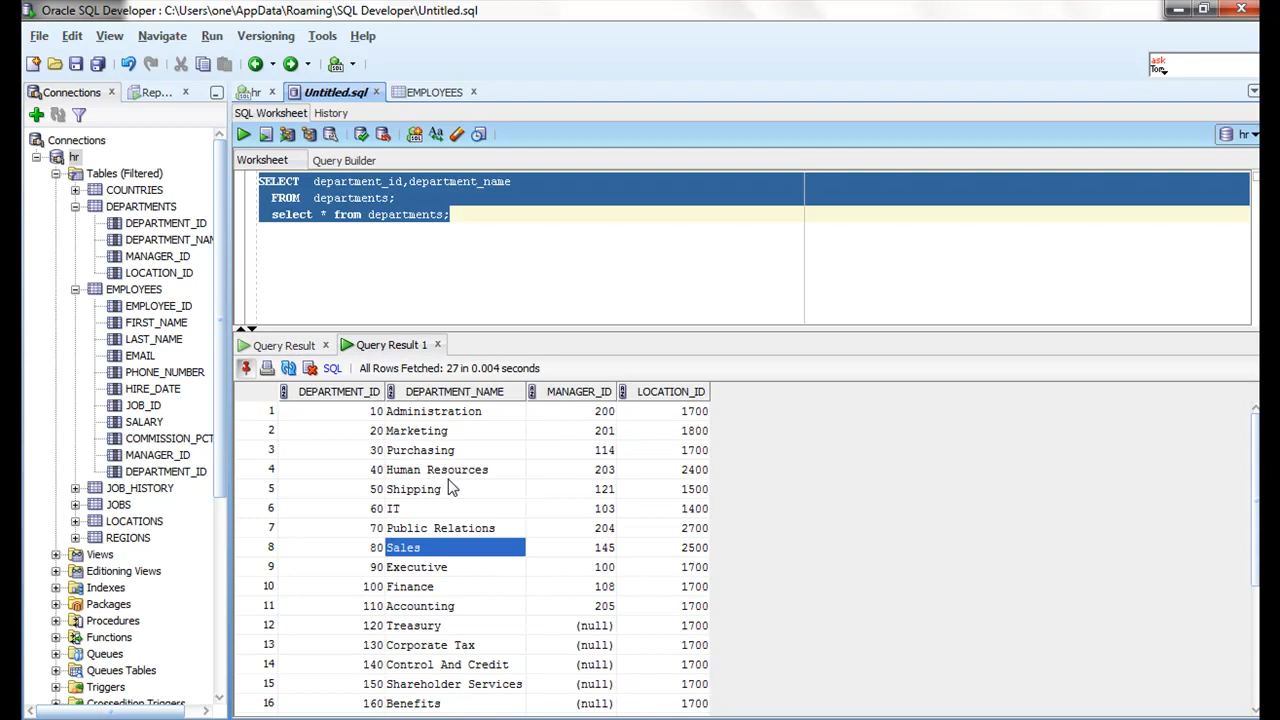 Oracle SQL Developer : C:\Users\one\AppData\Roaming\SQL Developer\Untitled.sql
File Edit View Navigate Run Versioning Tools Help
ask
Tom
Connections Rep... hr Untitled.sql EMPLOYEES
SQL Worksheet History
hr
Worksheet Query Builder
Connections
hr
Tables (Filtered)
COUNTRIES
DEPARTMENTS
DEPARTMENT_ID
DEPARTMENT_NAM
MANAGER_ID
LOCATION_ID
EMPLOYEES
EMPLOYEE_ID
FIRST_NAME
LAST_NAME
EMAIL
PHONE_NUMBER
HIRE_DATE
JOB_ID
SALARY
COMMISSION_PCT
MANAGER_ID
DEPARTMENT_ID
JOB_HISTORY
JOBS
LOCATIONS
REGIONS
Views
Editioning Views
Indexes
Packages
Procedures
Functions
Queues
Queues Tables
Triggers
Crossedition Triggers
SELECT department_id,department_name
FROM departments;
select * from departments;
Query Result Query Result 1
SQL All Rows Fetched: 27 in 0.004 seconds
DEPARTMENT_ID DEPARTMENT_NAME MANAGER_ID LOCATION_ID
1 10 Administration 200 1700
2 20 Marketing 201 1800
3 30 Purchasing 114 1700
4 40 Human Resources 203 2400
5 50 Shipping 121 1500
6 60 IT 103 1400
7 70 Public Relations 204 2700
8 80 Sales 145 2500
9 90 Executive 100 1700
10 100 Finance 108 1700
11 110 Accounting 205 1700
12 120 Treasury (null) 1700
13 130 Corporate Tax (null) 1700
14 140 Control And Credit (null) 1700
15 150 Shareholder Services (null) 1700
16 160 Benefits (null) 1700